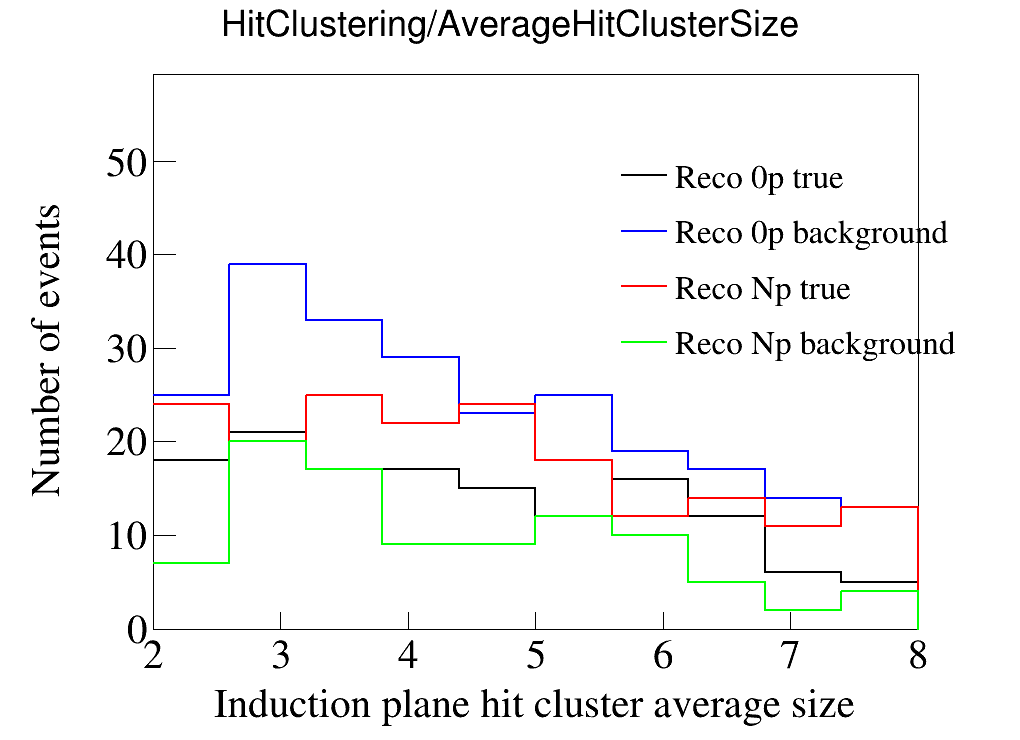 HitClustering/AverageHitClusterSize
Number of events
50
40
30
20
10
0
Reco 0p true
Reco 0p background
Reco Np true
Reco Np background
2 3 4 5 6 7 8
Induction plane hit cluster average size